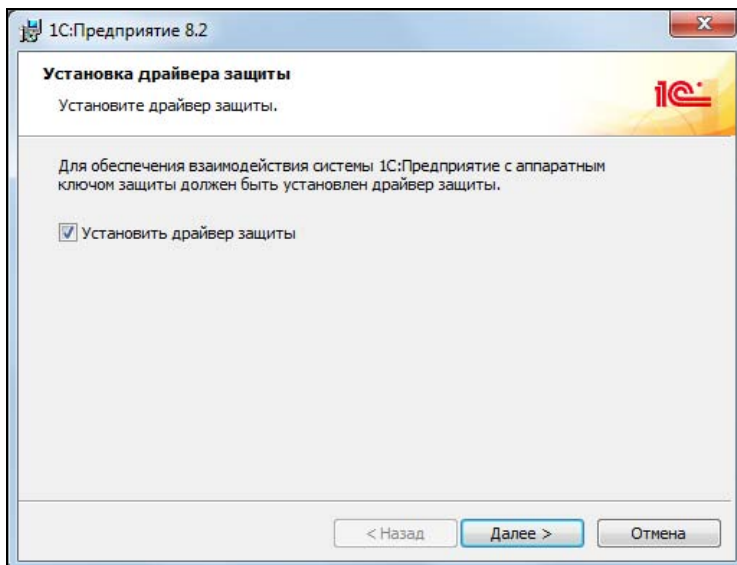 1С:Предприятие 8.2
Установка драйвера защиты
Установите драйвер защиты.
1С
Для обеспечения взаимодействия системы 1С:Предприятие с аппаратным
ключом защиты должен быть установлен драйвер защиты.
Установить драйвер защиты
< Назад
Далее >
Отмена